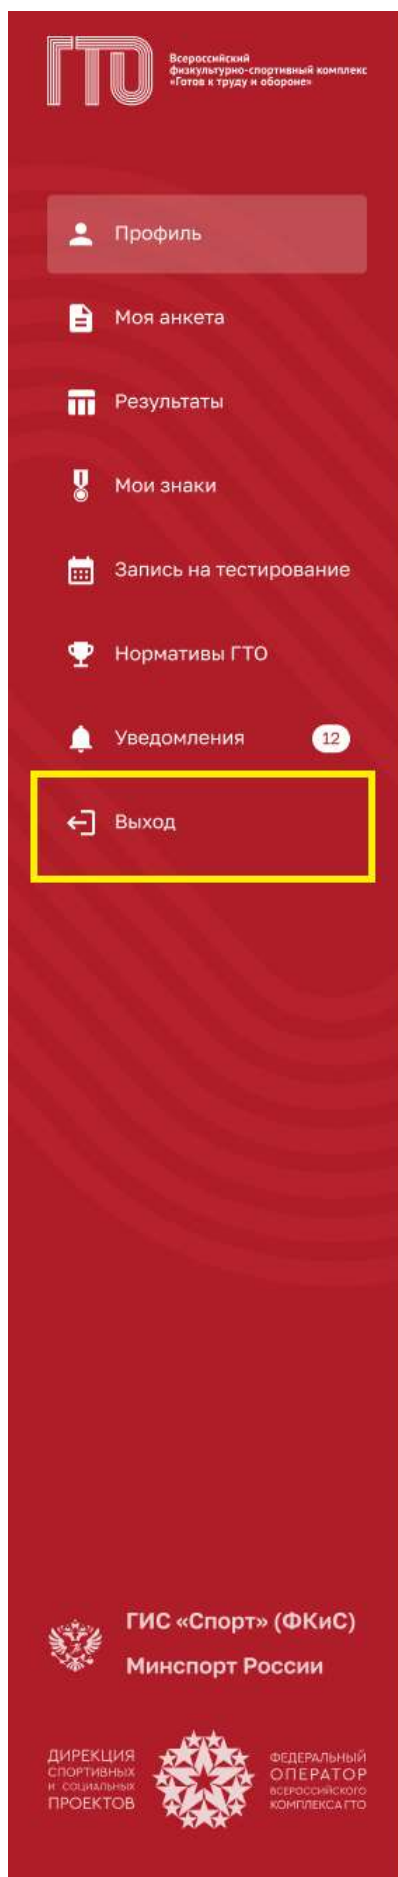 ГТО
Всероссийский
физкультурно-спортивный комплекс
«Готов к труду и обороне»
Профиль
Моя анкета
Результаты
Мои знаки
Запись на тестирование
Нормативы ГТО
Уведомления 12
Выход
ГИС «Спорт» (ФКиС)
Минспорт России
ДИРЕКЦИЯ
СПОРТИВНЫХ
И СОЦИАЛЬНЫХ
ПРОЕКТОВ
ФЕДЕРАЛЬНЫЙ
ОПЕРАТОР
ВСЕРОССИЙСКОГО
КОМПЛЕКСА ГТО